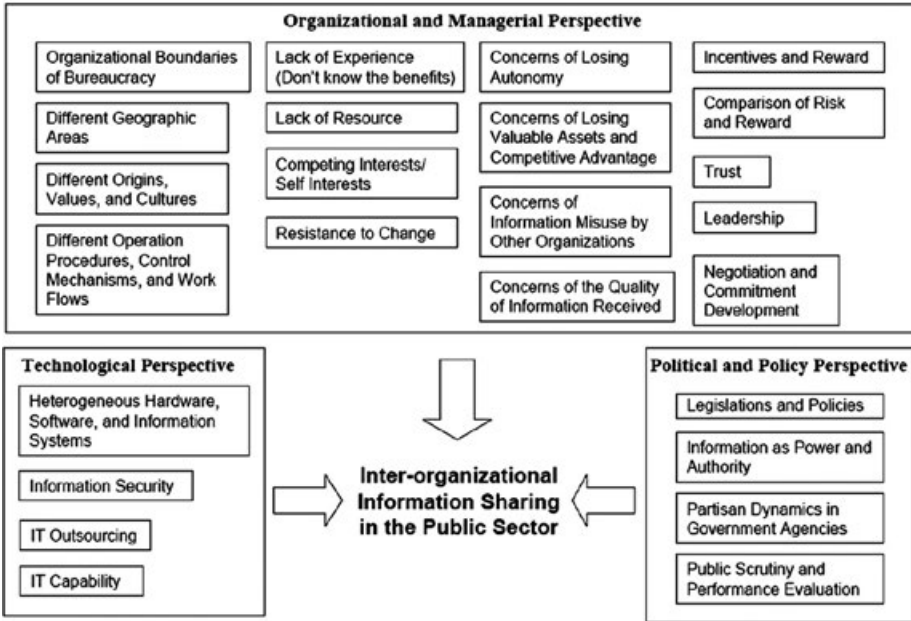 Organizational and Managerial Perspective
Organizational Boundaries
of Bureaucracy
Different Geographic
Areas
Different Origins,
Values, and Cultures
Different Operation
Procedures, Control
Mechanisms, and Work
Flows
Lack of Experience
(Don't know the benefits)
Lack of Resource
Competing Interests/
Self Interests
Resistance to Change
Concerns of Losing
Autonomy
Concerns of Losing
Valuable Assets and
Competitive Advantage
Concerns of
Information Misuse by
Other Organizations
Concerns of the Quality
of Information Received
Incentives and Reward
Comparison of Risk
and Reward
Trust
Leadership
Negotiation and
Commitment
Development
Technological Perspective
Heterogeneous Hardware,
Software, and Information
Systems
Information Security
IT Outsourcing
IT Capability
Inter-organizational
Information Sharing
in the Public Sector
Political and Policy Perspective
Legislations and Policies
Information as Power and
Authority
Partisan Dynamics in
Government Agencies
Public Scrutiny and
Performance Evaluation